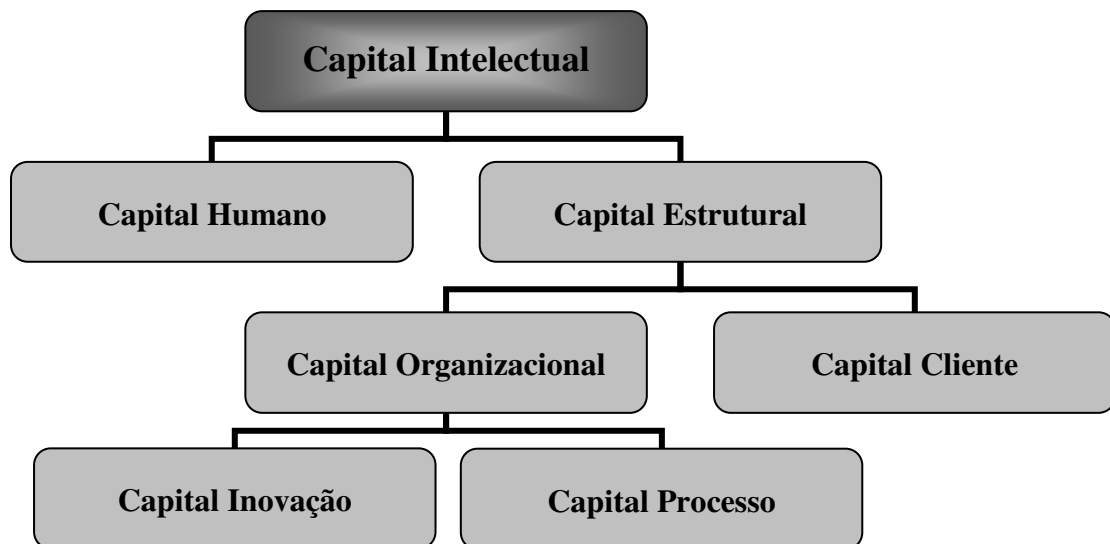 Capital Intelectual
Capital Humano
Capital Estrutural
Capital Organizacional
Capital Cliente
Capital Inovação
Capital Processo